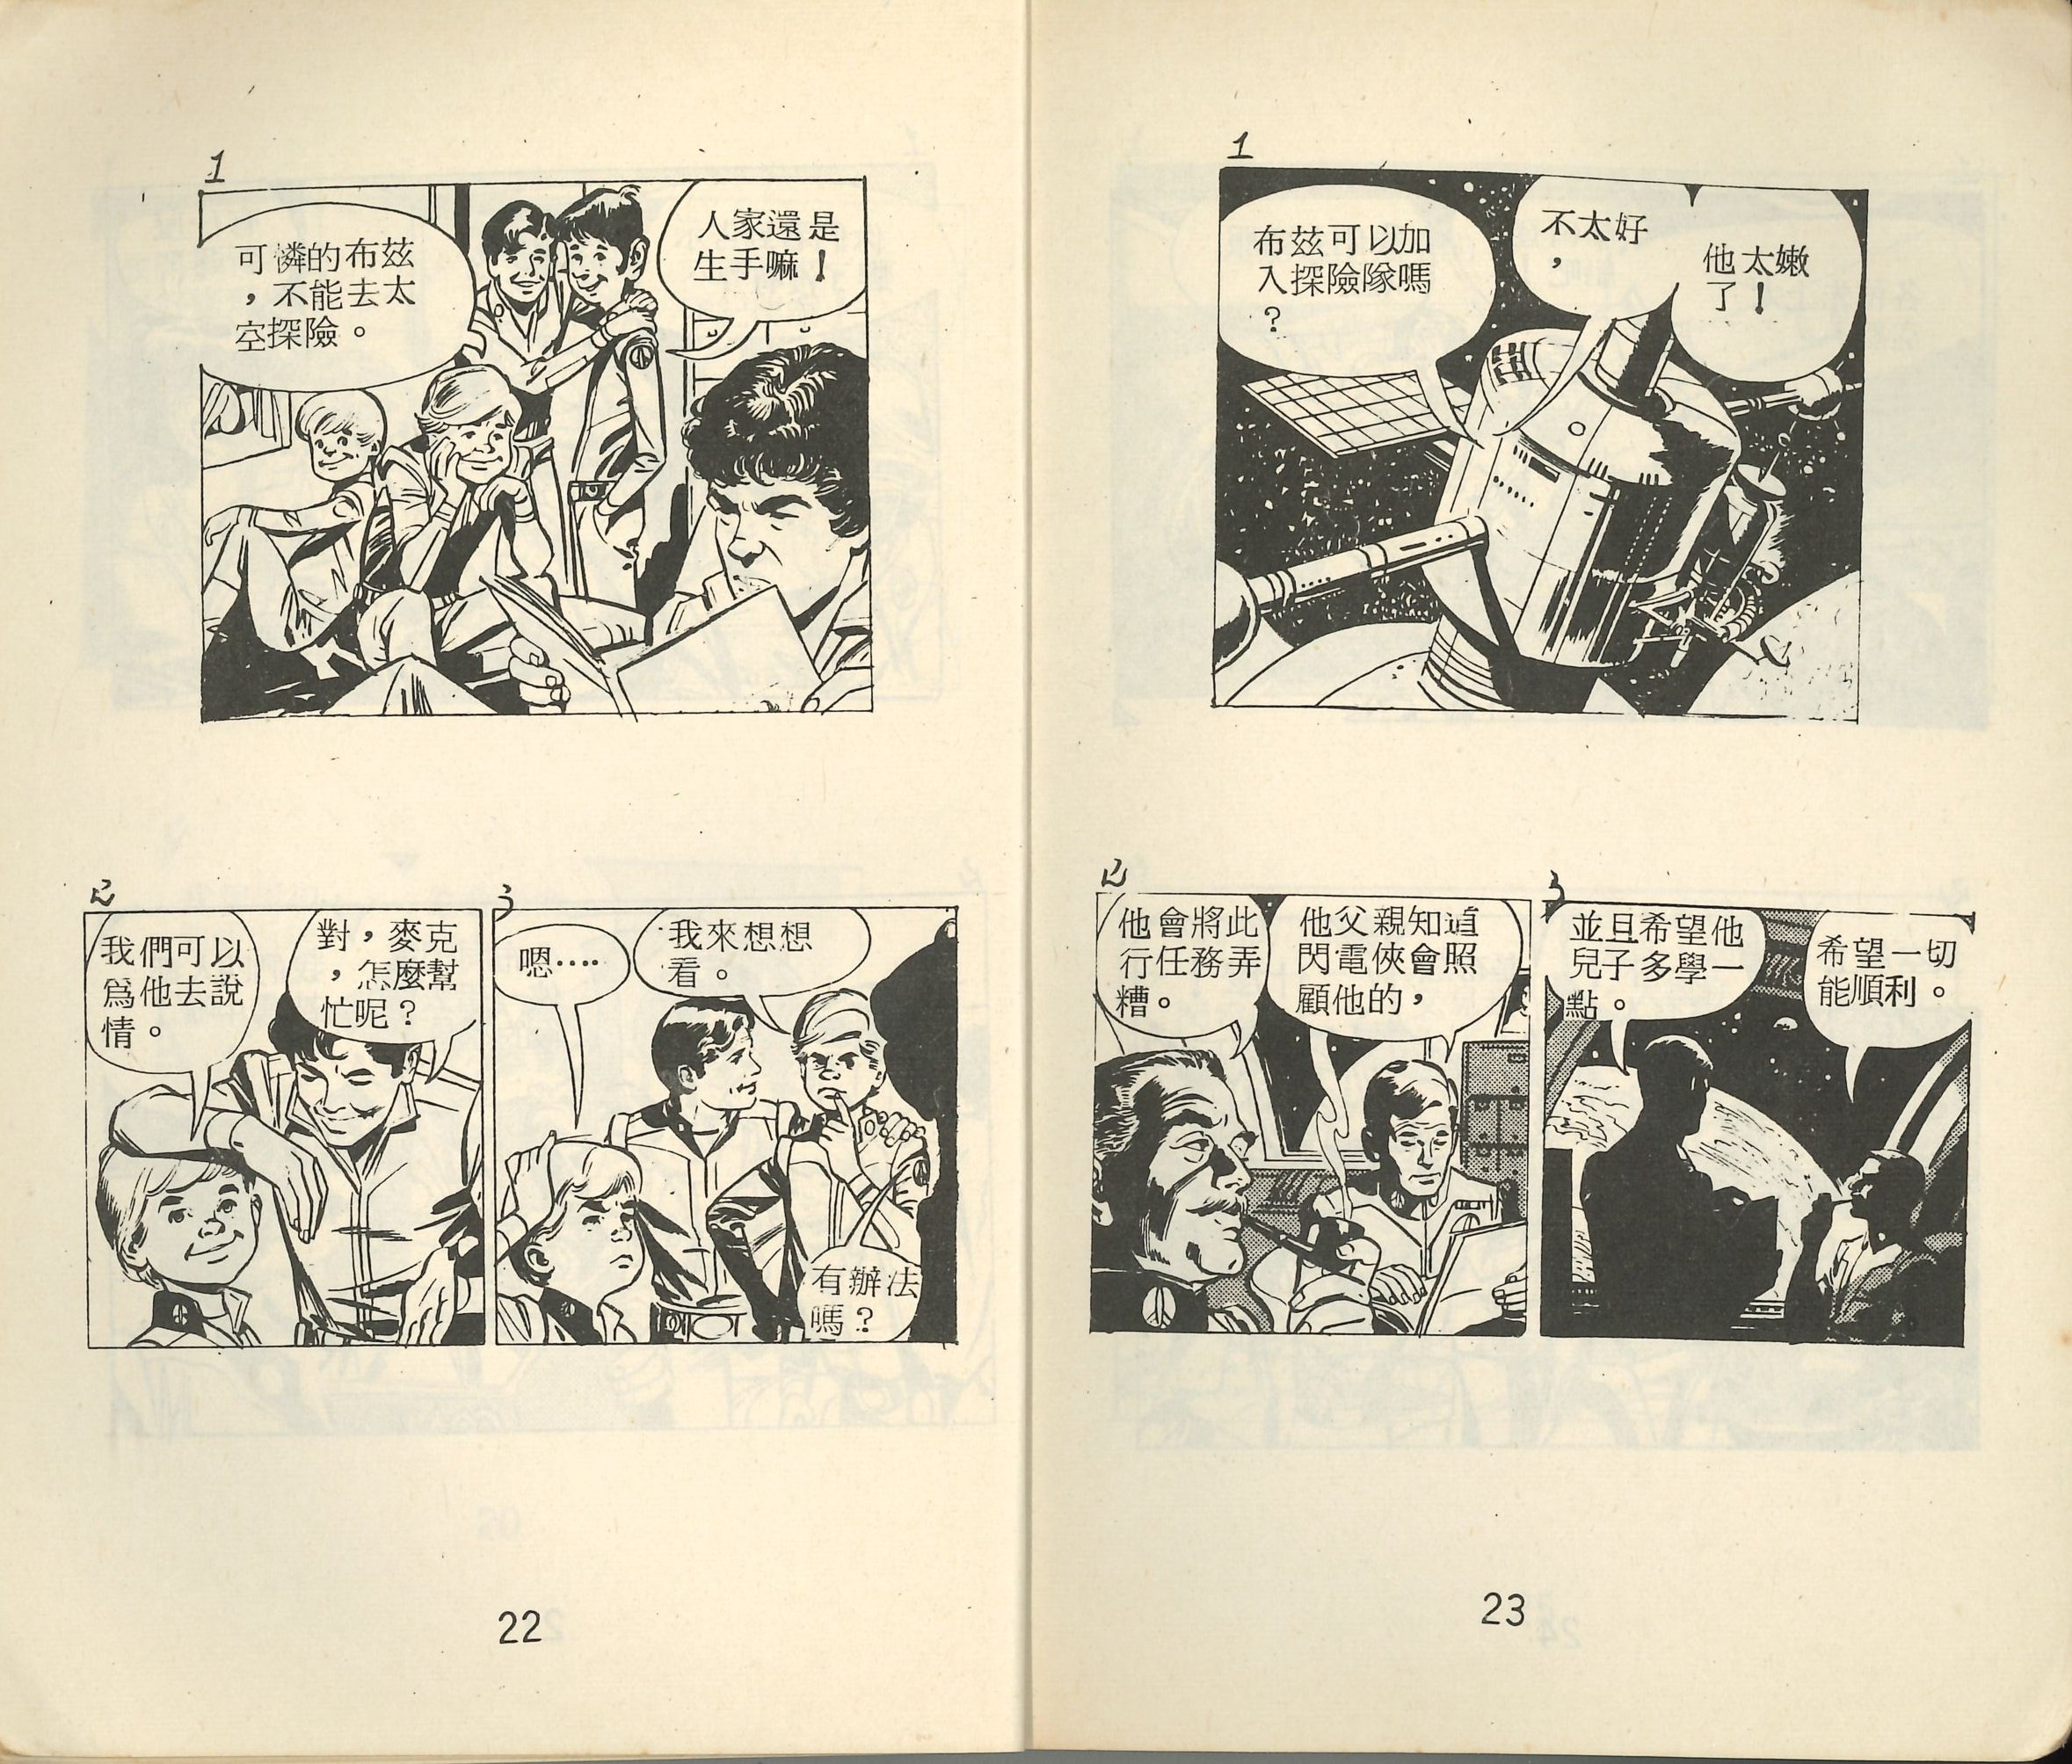 1
可憐的布茲
，不能去太
空探險。
人家還是
生手嘛！
2
我們可以
爲他去說
情。
對，麥克
，怎麼幫
忙呢？
3
嗯‥‥
我來想想
看。
有辦法
嗎？
22
1
布茲可以加
入探險隊嗎
？
不太好
，
他太嫩
了！
2
他會將此
行任務弄
糟。
他父親知道
閃電俠會照
顧他的，
3
並且希望他
兒子多學一
點。
希望一切
能順利。
23